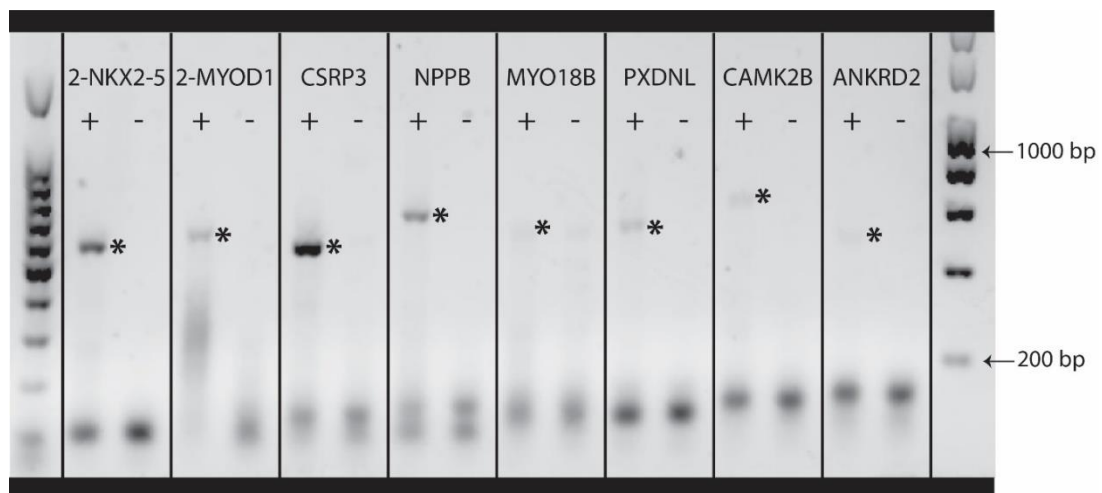 2-NKX2-5 2-MYOD1 CSRP3 NPPB MYO18B PXDNL CAMK2B ANKRD2
+ - + - + - + - + - + - + - + -
←1000 bp
* * * * * * * *
←200 bp